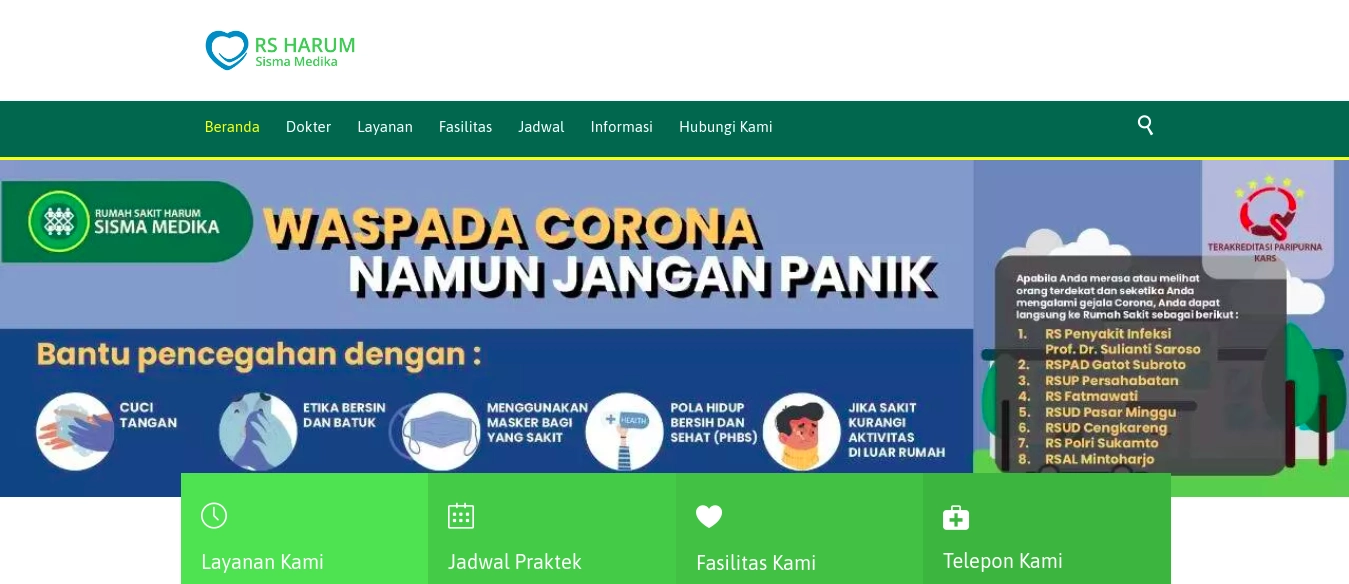 RS HARUM
Sisma Medika
Beranda Dokter Layanan Fasilitas Jadwal Informasi Hubungi Kami
RUMAH SAKIT HARUM
SISMA MEDIKA
WASPADA CORONA
NAMUN JANGAN PANIK
TERAKREDITASI PARIPURNA
KARS
Apabila Anda merasa atau melihat
orang terdekat dan seketika Anda
mengalami gejala Corona, Anda dapat
langsung ke Rumah Sakit sebagai berikut :
1. RS Penyakit Infeksi
Prof. Dr. Sulianti Saroso
2. RSPAD Gatot Subroto
3. RSUP Persahabatan
4. RS Fatmawati
5. RSUD Pasar Minggu
6. RSUD Cengkareng
7. RS Polri Sukamto
8. RSAL Mintoharjo
Bantu pencegahan dengan :
CUCI
TANGAN
ETIKA BERSIN
DAN BATUK
MENGGUNAKAN
MASKER BAGI
YANG SAKIT
HEALTH
POLA HIDUP
BERSIH DAN
SEHAT (PHBS)
JIKA SAKIT
KURANGI
AKTIVITAS
DI LUAR RUMAH
Layanan Kami
Jadwal Praktek
Fasilitas Kami
Telepon Kami